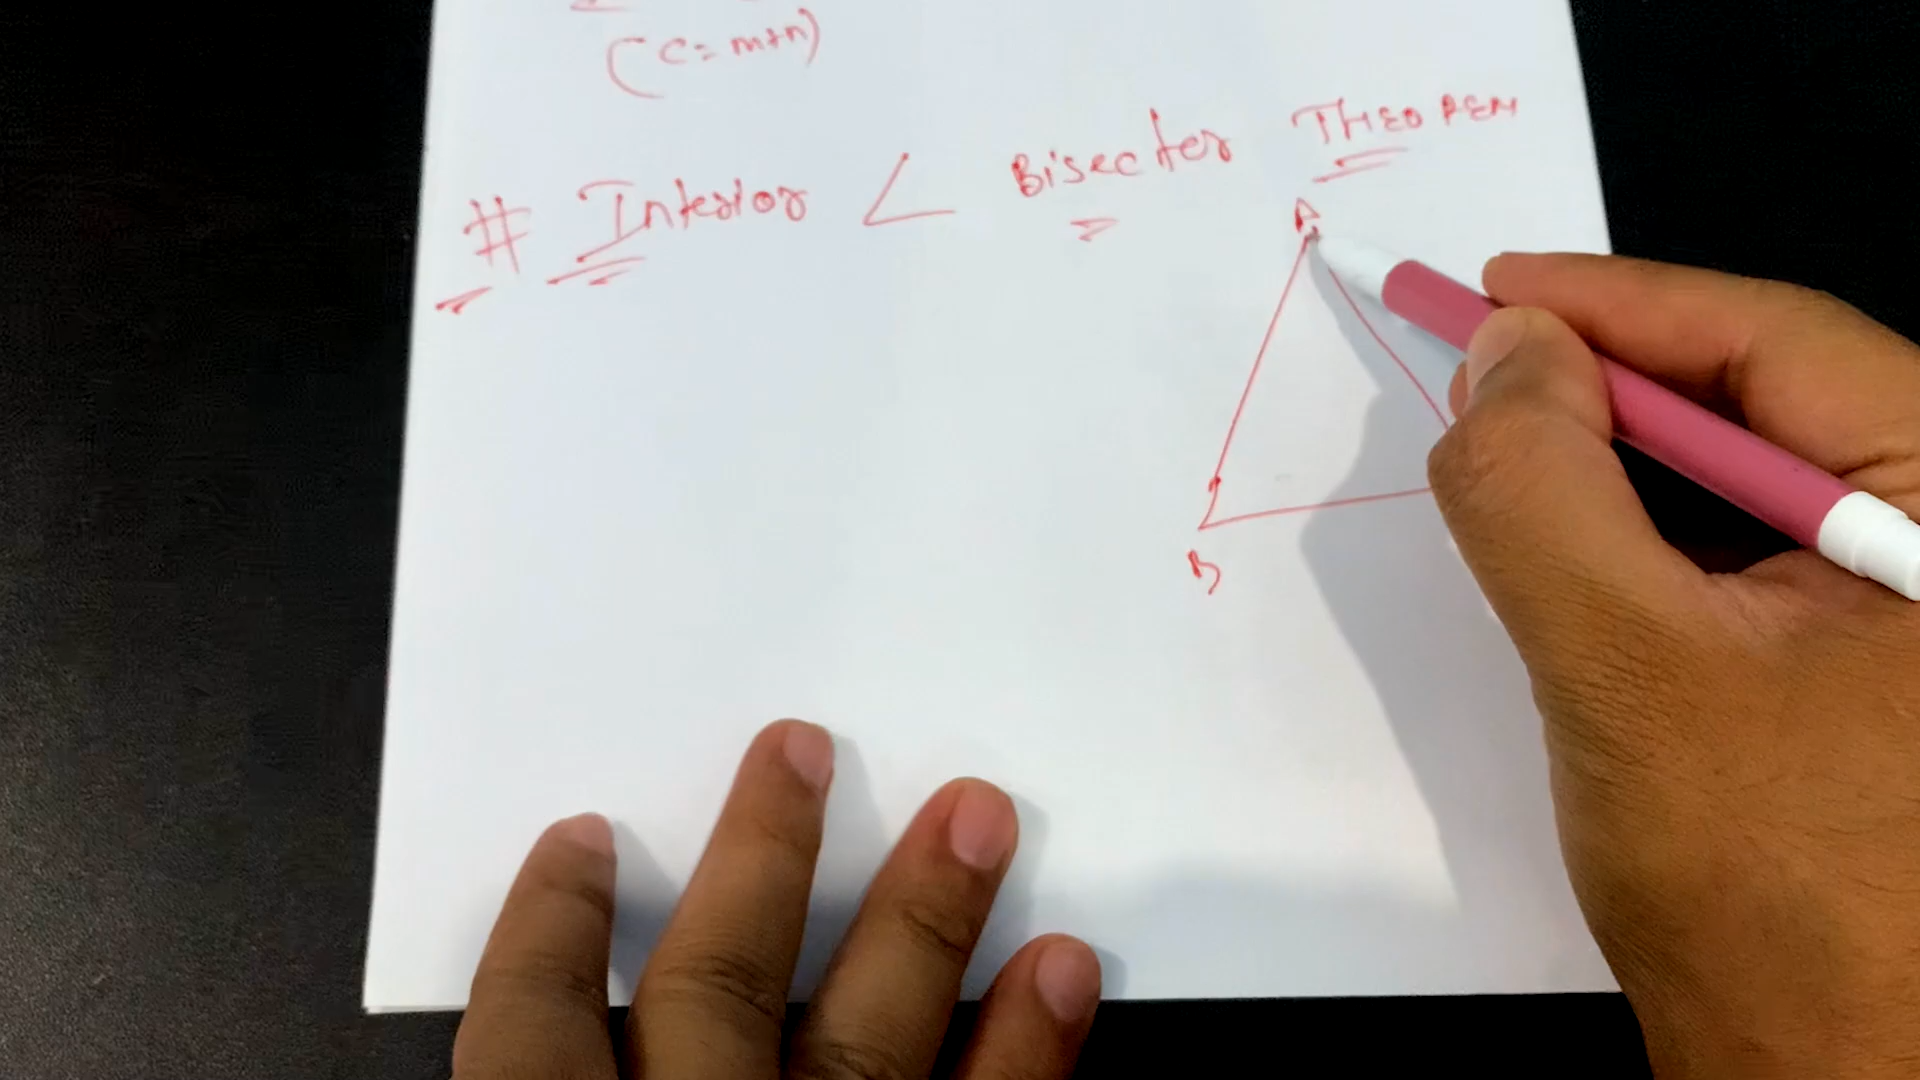 (C = m+n)
# Interior ∠ Bisector THEOREM
A
B